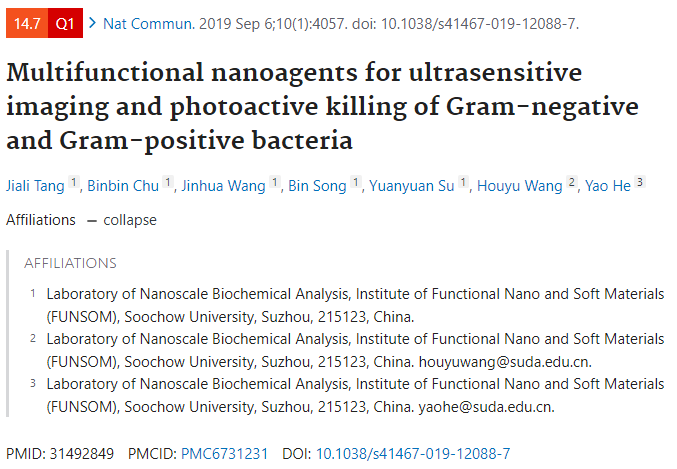 14.7 Q1 > Nat Commun. 2019 Sep 6;10(1):4057. doi: 10.1038/s41467-019-12088-7.
Multifunctional nanoagents for ultrasensitive
imaging and photoactive killing of Gram-negative
and Gram-positive bacteria
Jiali Tang 1, Binbin Chu 1, Jinhua Wang 1, Bin Song 1, Yuanyuan Su 1, Houyu Wang 2, Yao He 3
Affiliations — collapse
AFFILIATIONS
1 Laboratory of Nanoscale Biochemical Analysis, Institute of Functional Nano and Soft Materials
(FUNSOM), Soochow University, Suzhou, 215123, China.
2 Laboratory of Nanoscale Biochemical Analysis, Institute of Functional Nano and Soft Materials
(FUNSOM), Soochow University, Suzhou, 215123, China. houyuwang@suda.edu.cn.
3 Laboratory of Nanoscale Biochemical Analysis, Institute of Functional Nano and Soft Materials
(FUNSOM), Soochow University, Suzhou, 215123, China. yaohe@suda.edu.cn.
PMID: 31492849 PMCID: PMC6731231 DOI: 10.1038/s41467-019-12088-7